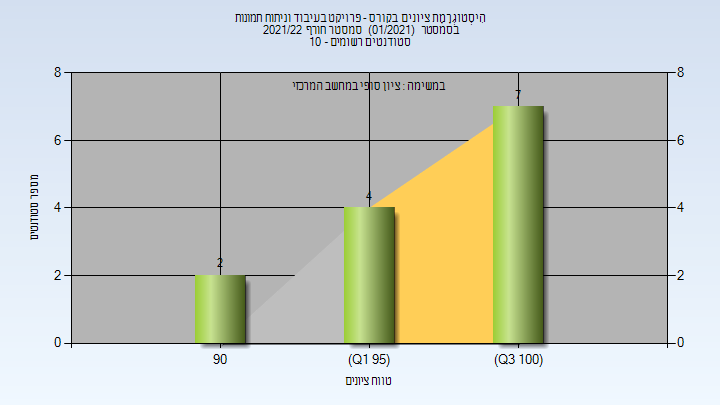 היסטוגרמת ציונים בקורס - פרויקט בעיבוד וניתוח תמונות
בסמסטר (01/2021) סמסטר חורף 2021/22
סטודנטים רשומים - 10
במשימה : ציון סופי במחשב המרכזי
8
6
4
2
0
8
6
4
2
0
2
4
7
90
(Q1 95)
(Q3 100)
מספר סטודנטים
טווח ציונים